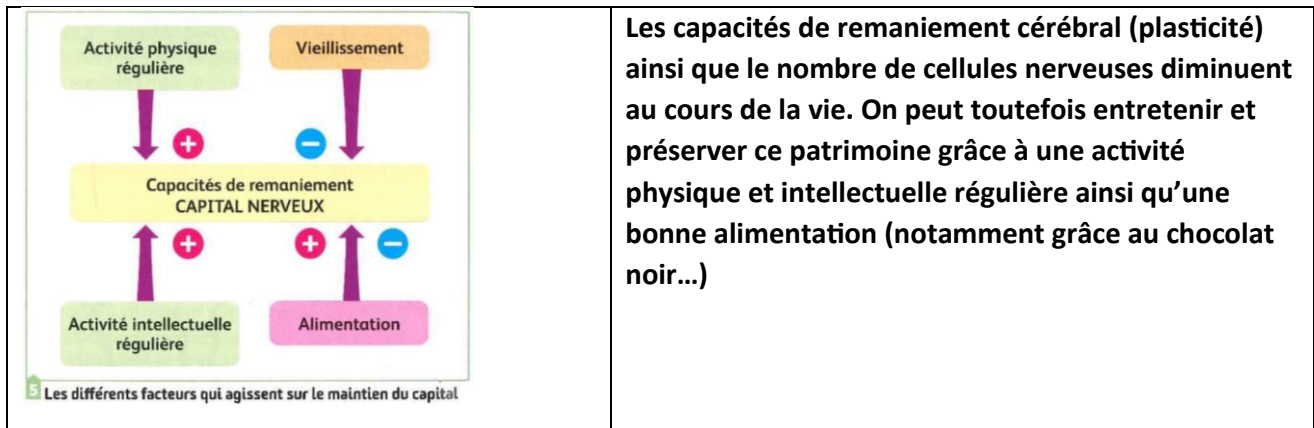 Activité physique
régulière
Vieillissement
+
−
Capacités de remaniement
CAPITAL NERVEUX
+
+
−
Activité intellectuelle
régulière
Alimentation
5 Les différents facteurs qui agissent sur le maintien du capital
Les capacités de remaniement cérébral (plasticité)
ainsi que le nombre de cellules nerveuses diminuent
au cours de la vie. On peut toutefois entretenir et
préserver ce patrimoine grâce à une activité
physique et intellectuelle régulière ainsi qu’une
bonne alimentation (notamment grâce au chocolat
noir…)